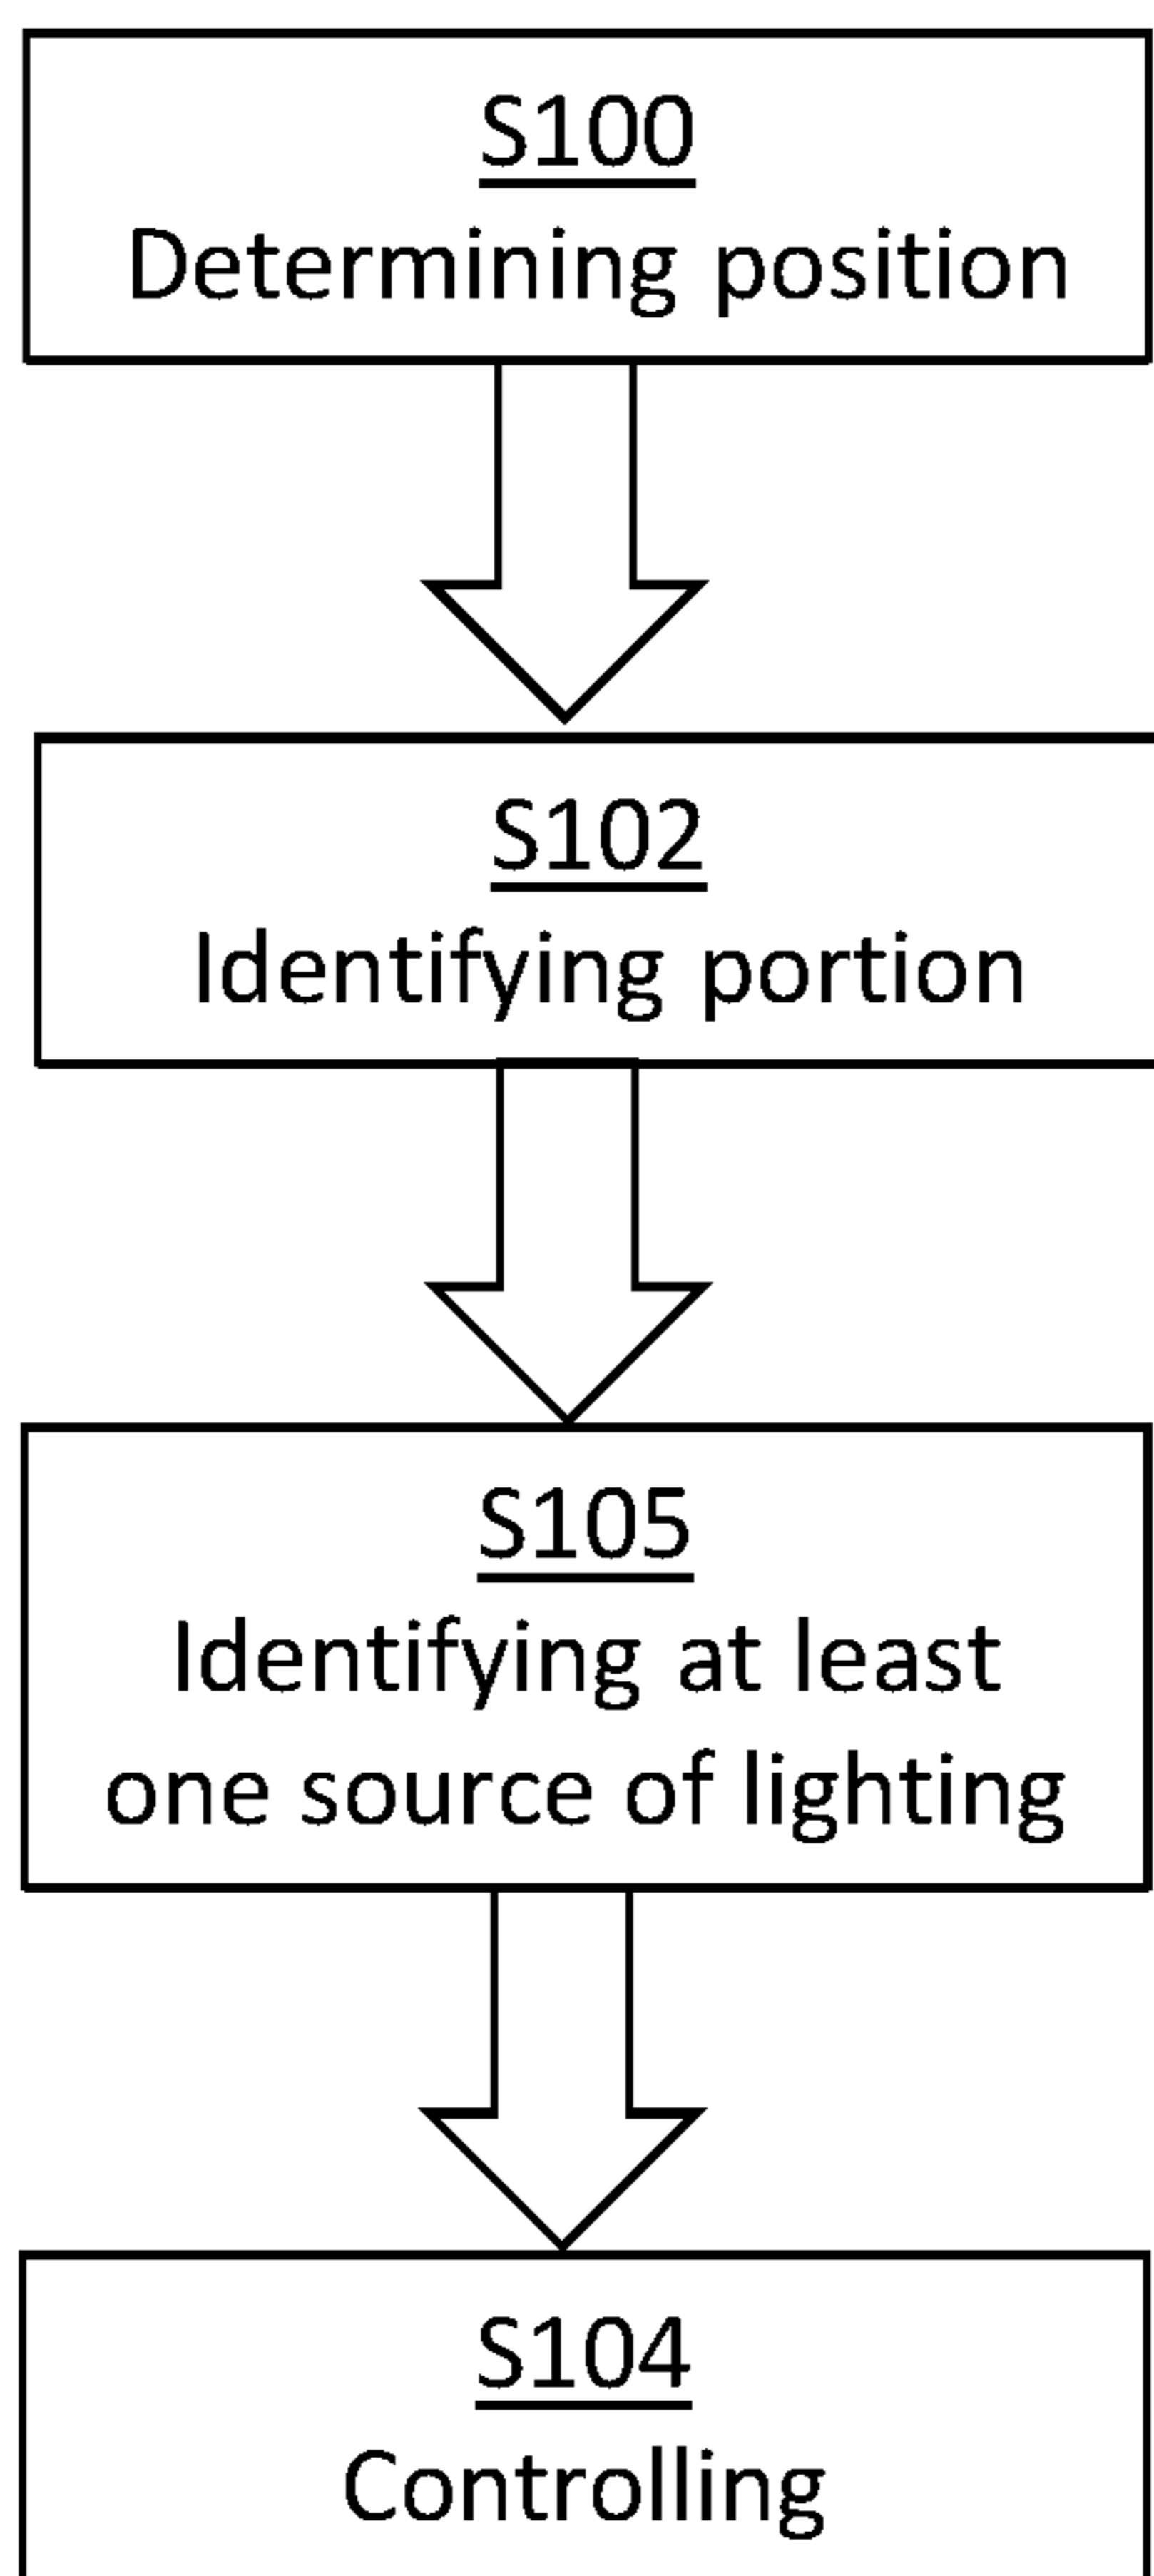 S100
Determining position
S102
Identifying portion
S105
Identifying at least
one source of lighting
S104
Controlling